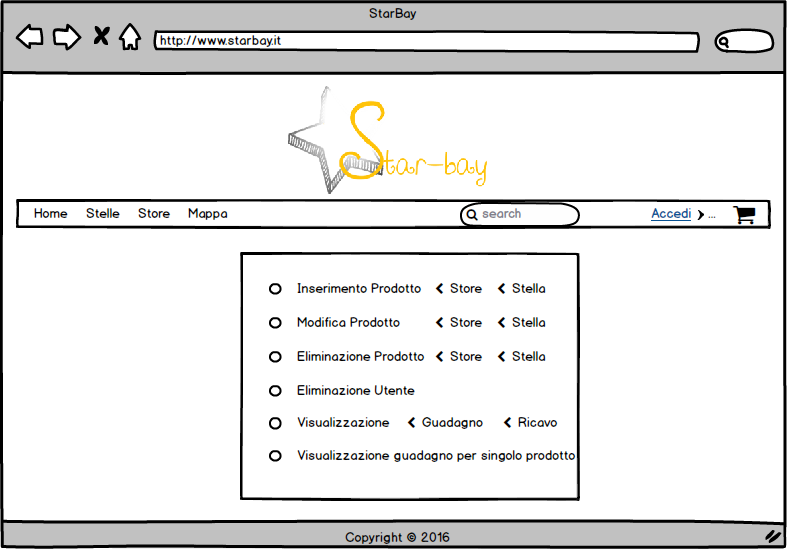 StarBay
http://www.starbay.it
Star-bay
Home Stelle Store Mappa search Accedi ...
Inserimento Prodotto Store Stella
Modifica Prodotto Store Stella
Eliminazione Prodotto Store Stella
Eliminazione Utente
Visualizzazione Guadagno Ricavo
Visualizzazione guadagno per singolo prodotto
Copyright © 2016